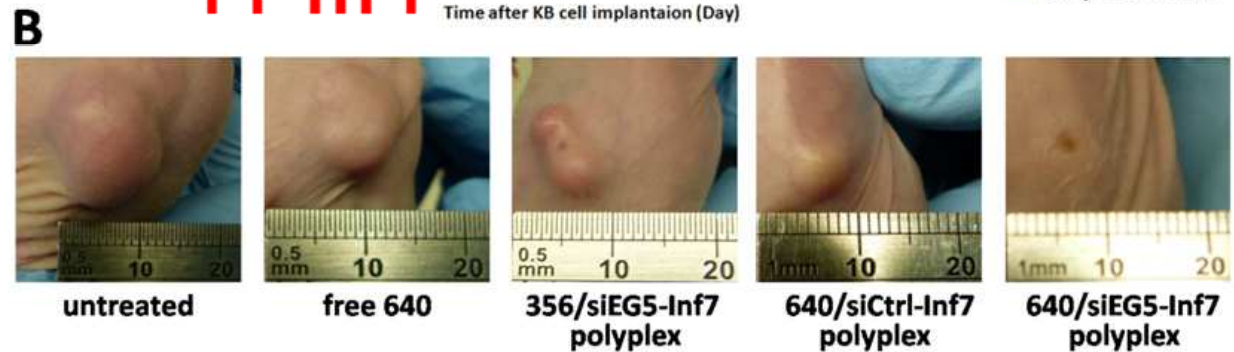 Time after KB cell implantaion (Day)
B
0.5
mm 10 20
0.5
mm 10 20
0.5
mm 10 20
1mm 10 20
1mm 10 20
untreated
free 640
356/siEG5-Inf7
polyplex
640/siCtrl-Inf7
polyplex
640/siEG5-Inf7
polyplex